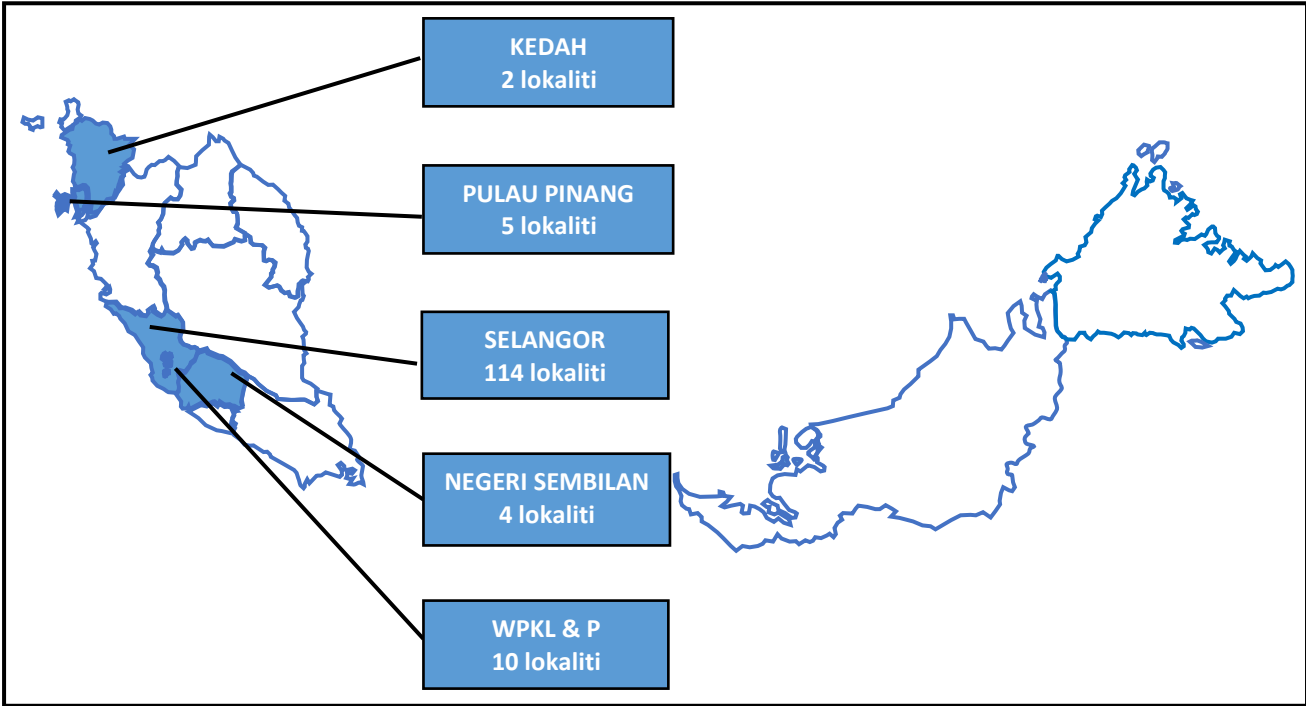 KEDAH
2 lokaliti
PULAU PINANG
5 lokaliti
SELANGOR
114 lokaliti
NEGERI SEMBILAN
4 lokaliti
WPKL & P
10 lokaliti